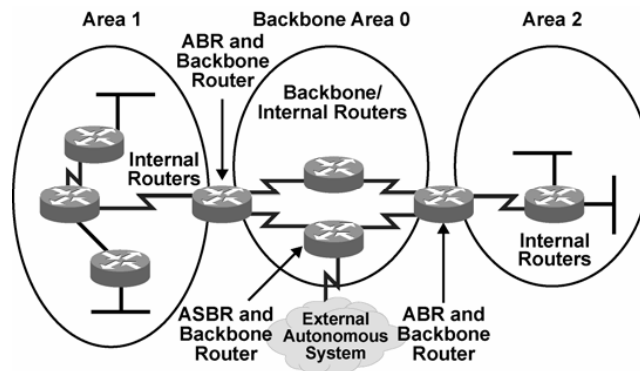 Area 1
Backbone Area 0
Area 2
ABR and
Backbone
Router
Backbone/
Internal Routers
Internal
Routers
Internal
Routers
ASBR and
Backbone
Router
External
Autonomous
System
ABR and
Backbone
Router